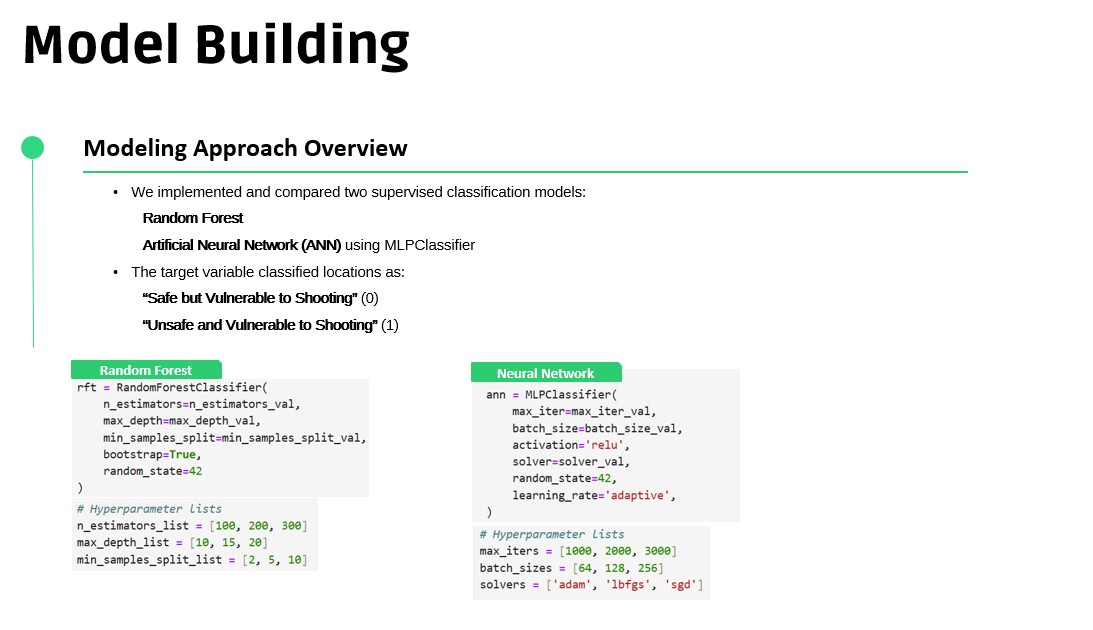 Model Building
Modeling Approach Overview
• We implemented and compared two supervised classification models:
Random Forest
Artificial Neural Network (ANN) using MLPClassifier
• The target variable classified locations as:
“Safe but Vulnerable to Shooting” (0)
“Unsafe and Vulnerable to Shooting” (1)
Random Forest
rft = RandomForestClassifier(
    n_estimators=n_estimators_val,
    max_depth=max_depth_val,
    min_samples_split=min_samples_split_val,
    bootstrap=True,
    random_state=42
)
# Hyperparameter lists
n_estimators_list = [100, 200, 300]
max_depth_list = [10, 15, 20]
min_samples_split_list = [2, 5, 10]
Neural Network
ann = MLPClassifier(
    max_iter=max_iter_val,
    batch_size=batch_size_val,
    activation='relu',
    solver=solver_val,
    random_state=42,
    learning_rate='adaptive',
)
# Hyperparameter lists
max_iters = [1000, 2000, 3000]
batch_sizes = [64, 128, 256]
solvers = ['adam', 'lbfgs', 'sgd']